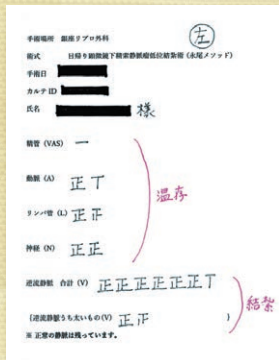 左
手術場所 銀座リプロ外科
術式 日帰り顕微鏡下精索静脈瘤低位結紮術（永尾メソッド）
手術日
カルテID
氏名 様
精管 (VAS) 一
動脈 (A) 正丅
リンパ管 (L) 正正
神経 (N) 正正
温存
逆流静脈 合計 (V) 正正正正正正丅
（逆流静脈うち太いもの(V) 正 )
結紮
※ 正常の静脈は残っています。